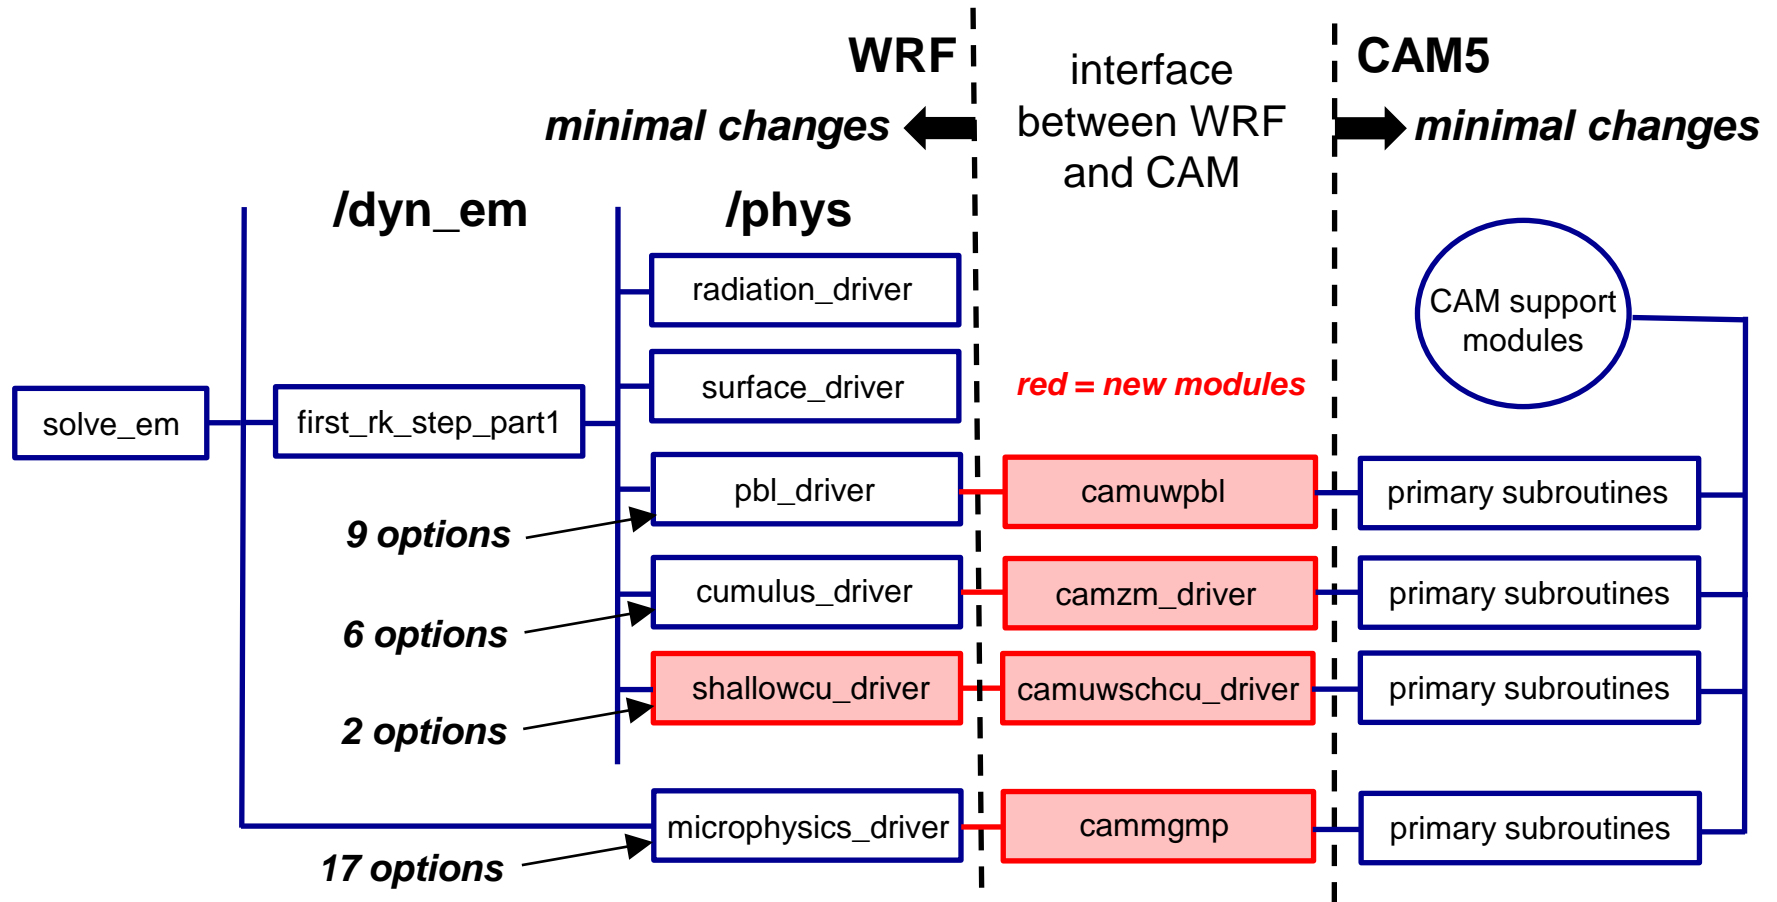 WRF
interface
between WRF
and CAM
CAM5
minimal changes
minimal changes
/dyn_em
/phys
radiation_driver
CAM support
modules
surface_driver
red = new modules
solve_em
first_rk_step_part1
pbl_driver
camuwpbl
primary subroutines
9 options
cumulus_driver
camzm_driver
primary subroutines
6 options
shallowcu_driver
camuwschcu_driver
primary subroutines
2 options
microphysics_driver
cammgmp
primary subroutines
17 options